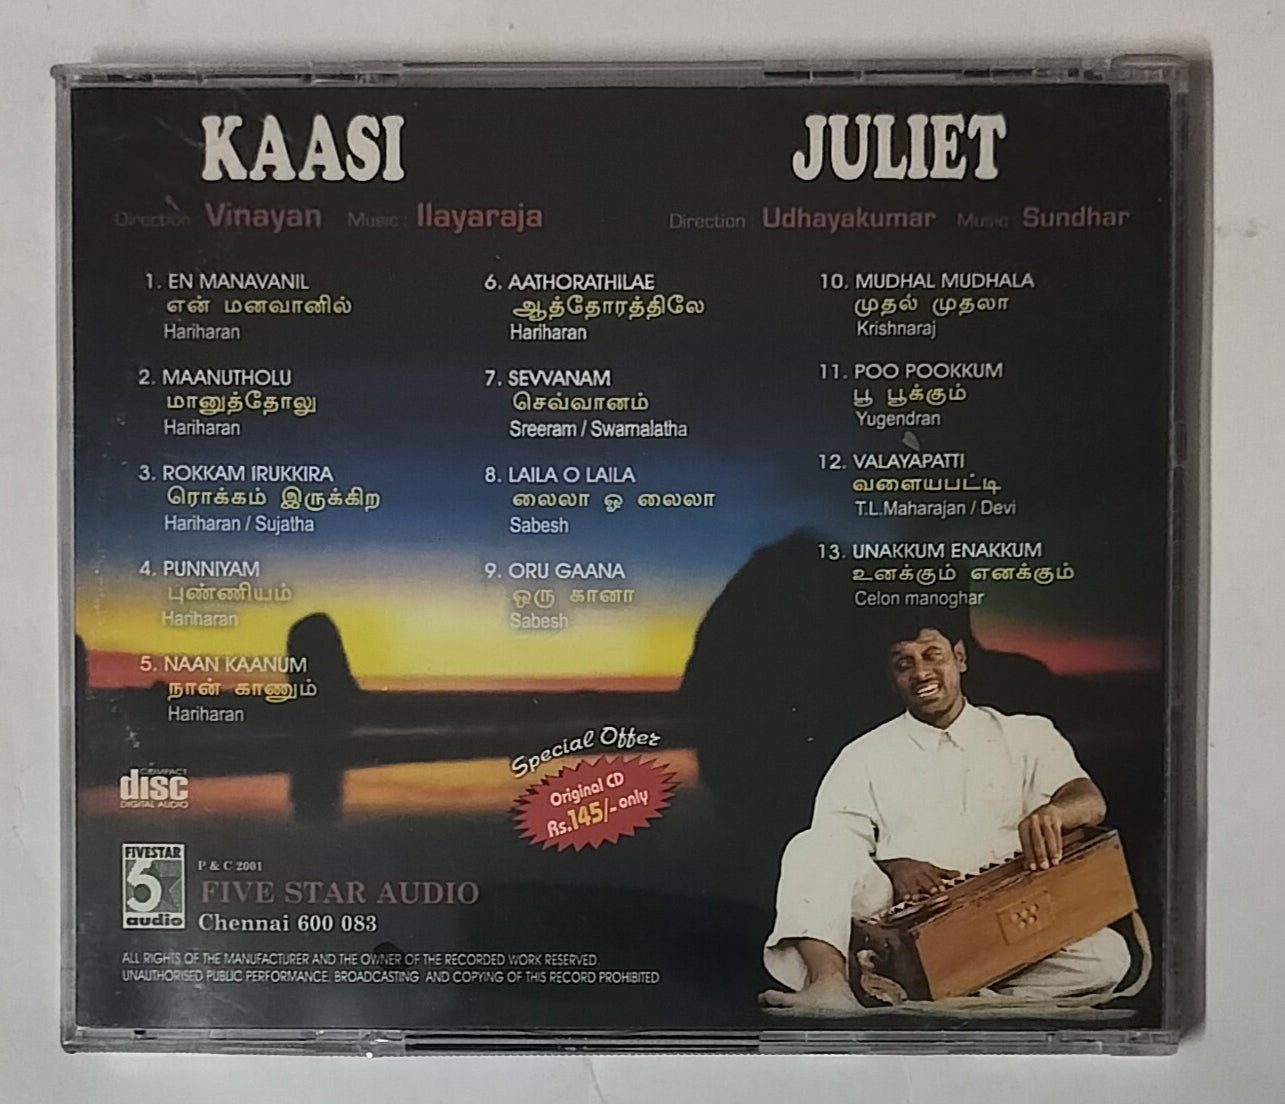 KAASI
Direction Vinayan Music : Ilayaraja
1. EN MANAVANIL
என் மனவானில்
Hariharan
2. MAANUTHOLU
மானுத்தோலு
Hariharan
3. ROKKAM IRUKKIRA
ரொக்கம் இருக்கிற
Hariharan / Sujatha
4. PUNNIYAM
புண்ணியம்
Hariharan
5. NAAN KAANUM
நான் காணும்
Hariharan
6. AATHORATHILAE
ஆத்தோரத்திலே
Hariharan
7. SEVVANAM
செவ்வானம்
Sreeram / Swarnalatha
8. LAILA O LAILA
லைலா ஓ லைலா
Sabesh
9. ORU GAANA
ஒரு கானா
Sabesh
JULIET
Direction : Udhayakumar Music : Sundhar
10. MUDHAL MUDHALA
முதல் முதலா
Krishnaraj
11. POO POOKKUM
பூ பூக்கும்
Yugendran
12. VALAYAPATTI
வளையபட்டி
T.L.Maharajan / Devi
13. UNAKKUM ENAKKUM
உனக்கும் எனக்கும்
Celon manoghar
Special Offer
Original CD
Rs.145/- only
COMPACT
disc
DIGITAL AUDIO
FIVESTAR
5
audio
P & C 2001
FIVE STAR AUDIO
Chennai 600 083
ALL RIGHTS OF THE MANUFACTURER AND THE OWNER OF THE RECORDED WORK RESERVED.
UNAUTHORISED PUBLIC PERFORMANCE. BROADCASTING AND COPYING OF THIS RECORD PROHIBITED